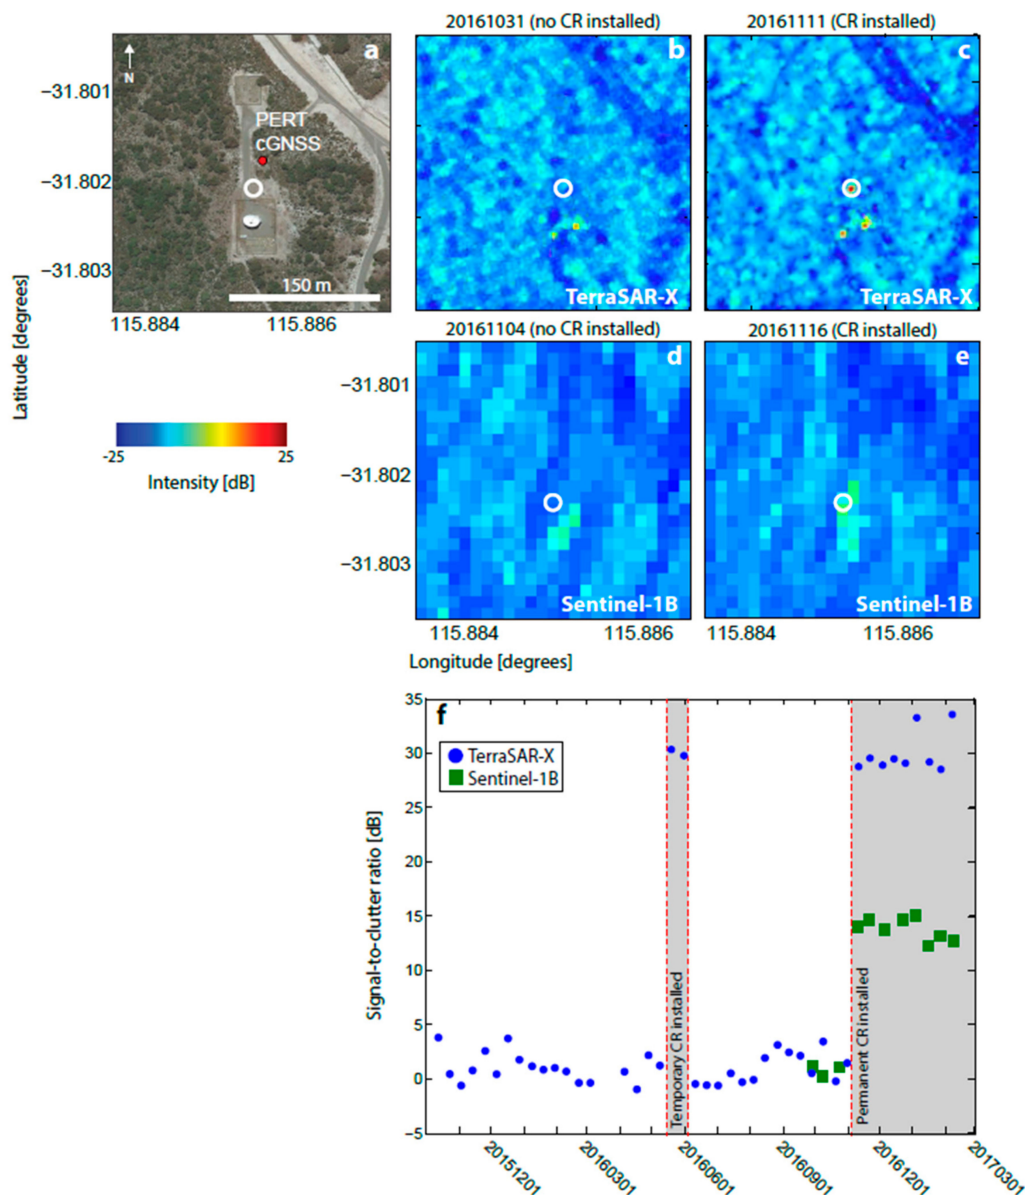 20161031 (no CR installed)
20161111 (CR installed)
a
b
c
N
PERT
cGNSS
−31.801
−31.802
−31.803
150 m
TerraSAR-X
TerraSAR-X
115.884
115.886
20161104 (no CR installed)
20161116 (CR installed)
d
e
Latitude [degrees]
−31.801
−31.802
−31.803
-25
25
Intensity [dB]
Sentinel-1B
Sentinel-1B
115.884
115.886
115.884
115.886
Longitude [degrees]
f
TerraSAR-X
Sentinel-1B
Signal-to-clutter ratio [dB]
35
30
25
20
15
10
5
0
−5
Temporary CR installed
Permanent CR installed
20151201
20160301
20160601
20160901
20161201
20170301